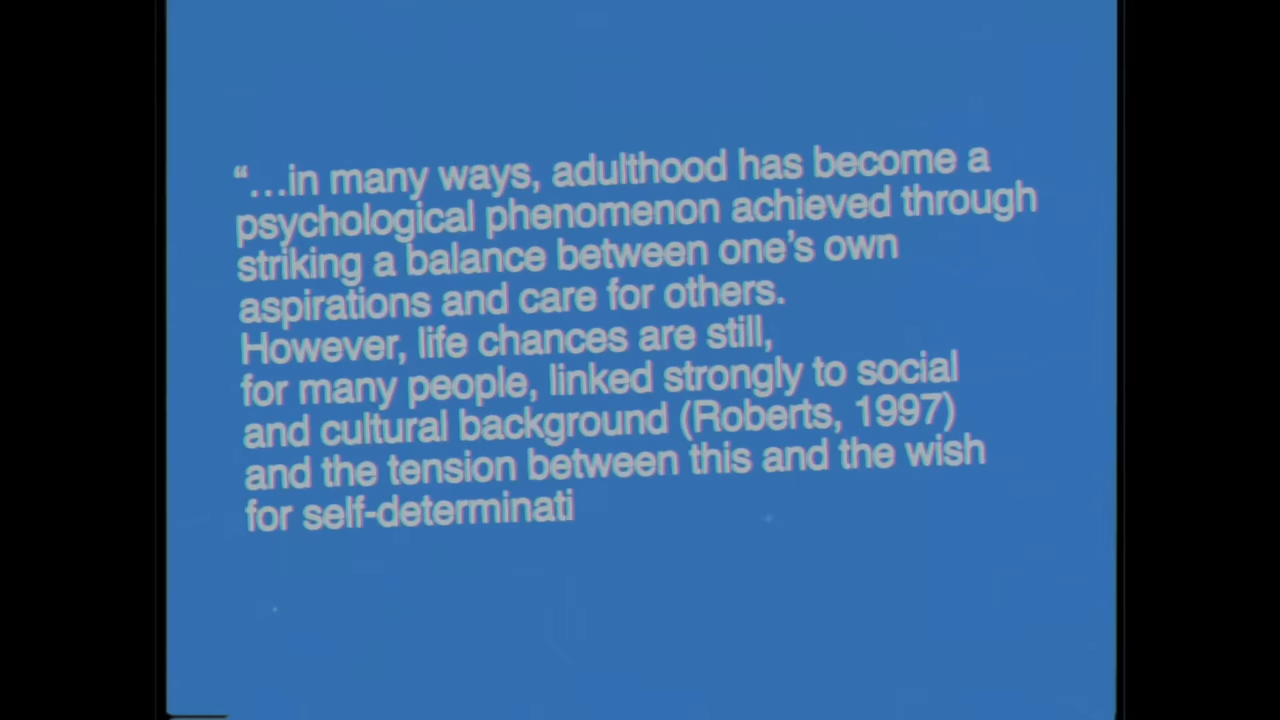 “…in many ways, adulthood has become a
psychological phenomenon achieved through
striking a balance between one’s own
aspirations and care for others.
However, life chances are still,
for many people, linked strongly to social
and cultural background (Roberts, 1997)
and the tension between this and the wish
for self-determinati